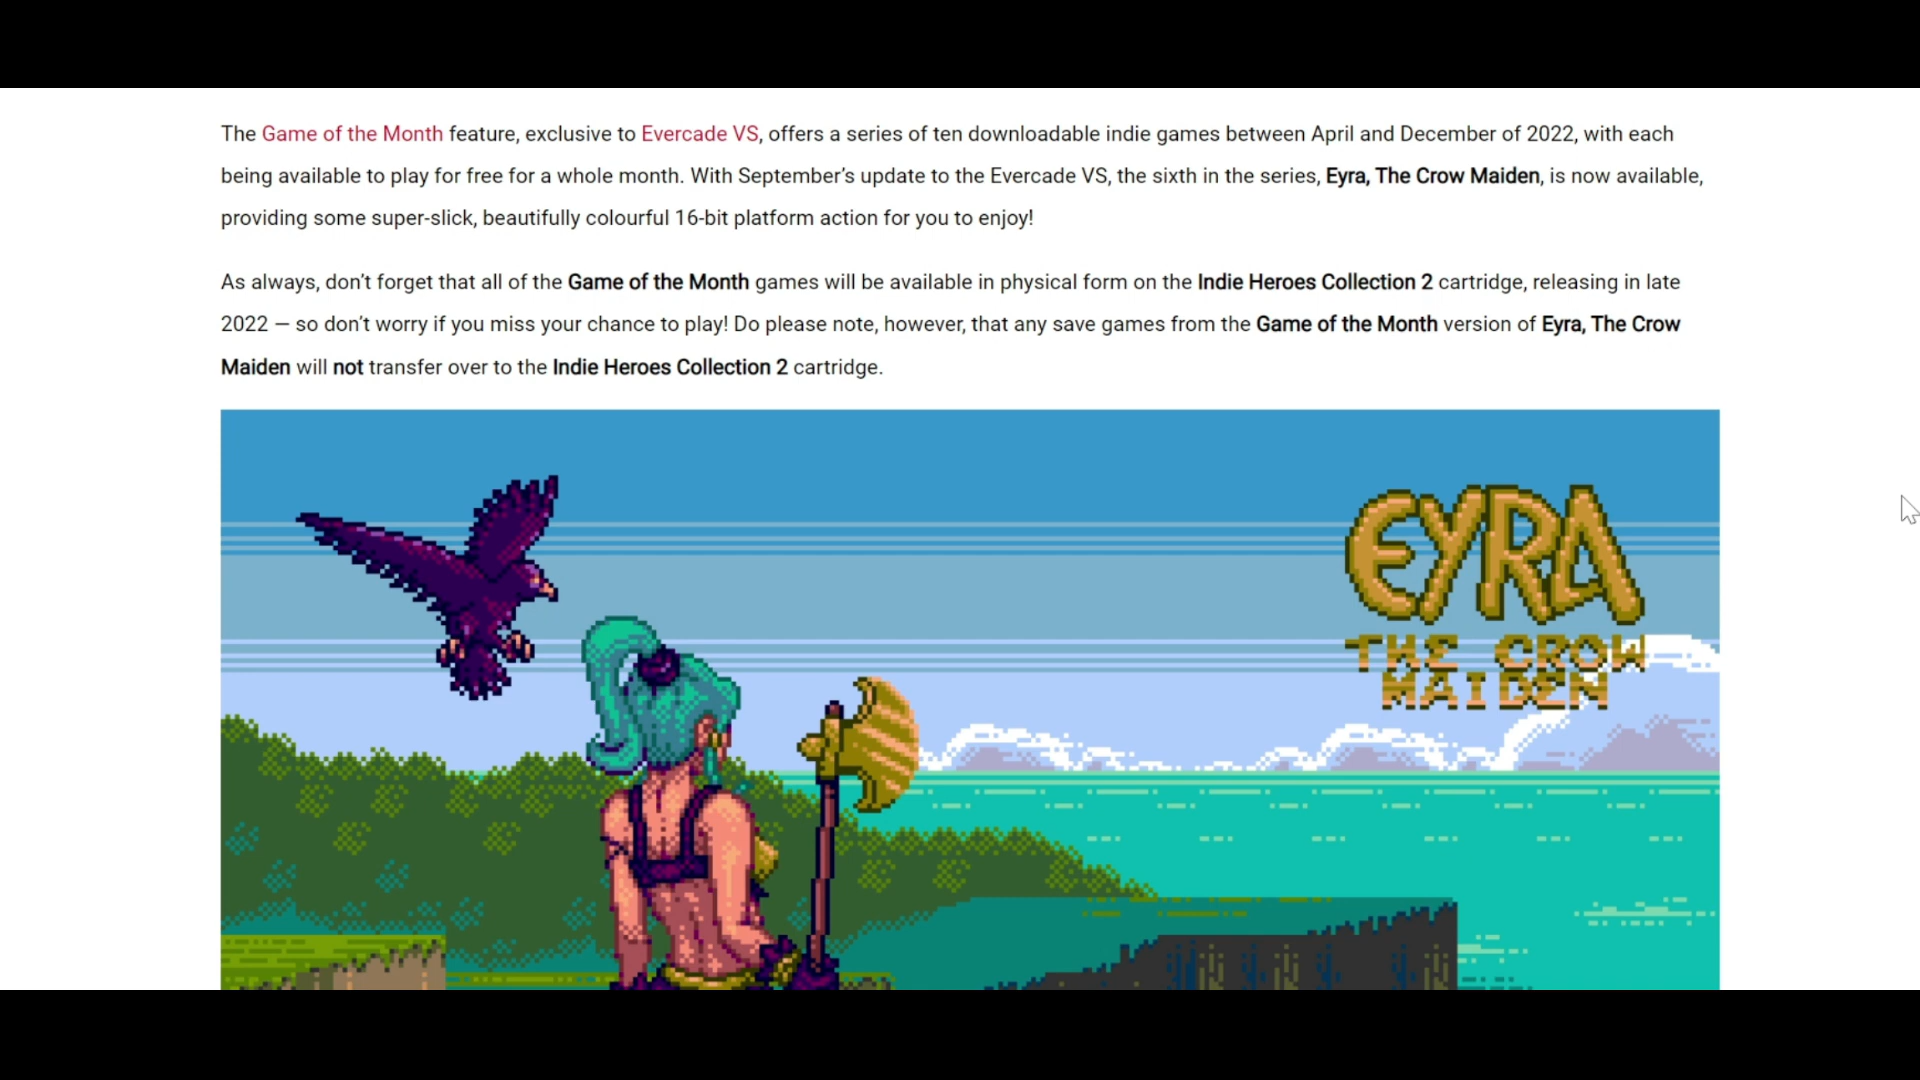 The Game of the Month feature, exclusive to Evercade VS, offers a series of ten downloadable indie games between April and December of 2022, with each
being available to play for free for a whole month. With September’s update to the Evercade VS, the sixth in the series, Eyra, The Crow Maiden, is now available,
providing some super-slick, beautifully colourful 16-bit platform action for you to enjoy!
As always, don’t forget that all of the Game of the Month games will be available in physical form on the Indie Heroes Collection 2 cartridge, releasing in late
2022 — so don’t worry if you miss your chance to play! Do please note, however, that any save games from the Game of the Month version of Eyra, The Crow
Maiden will not transfer over to the Indie Heroes Collection 2 cartridge.
EYRA
THE CROW
MAIDEN